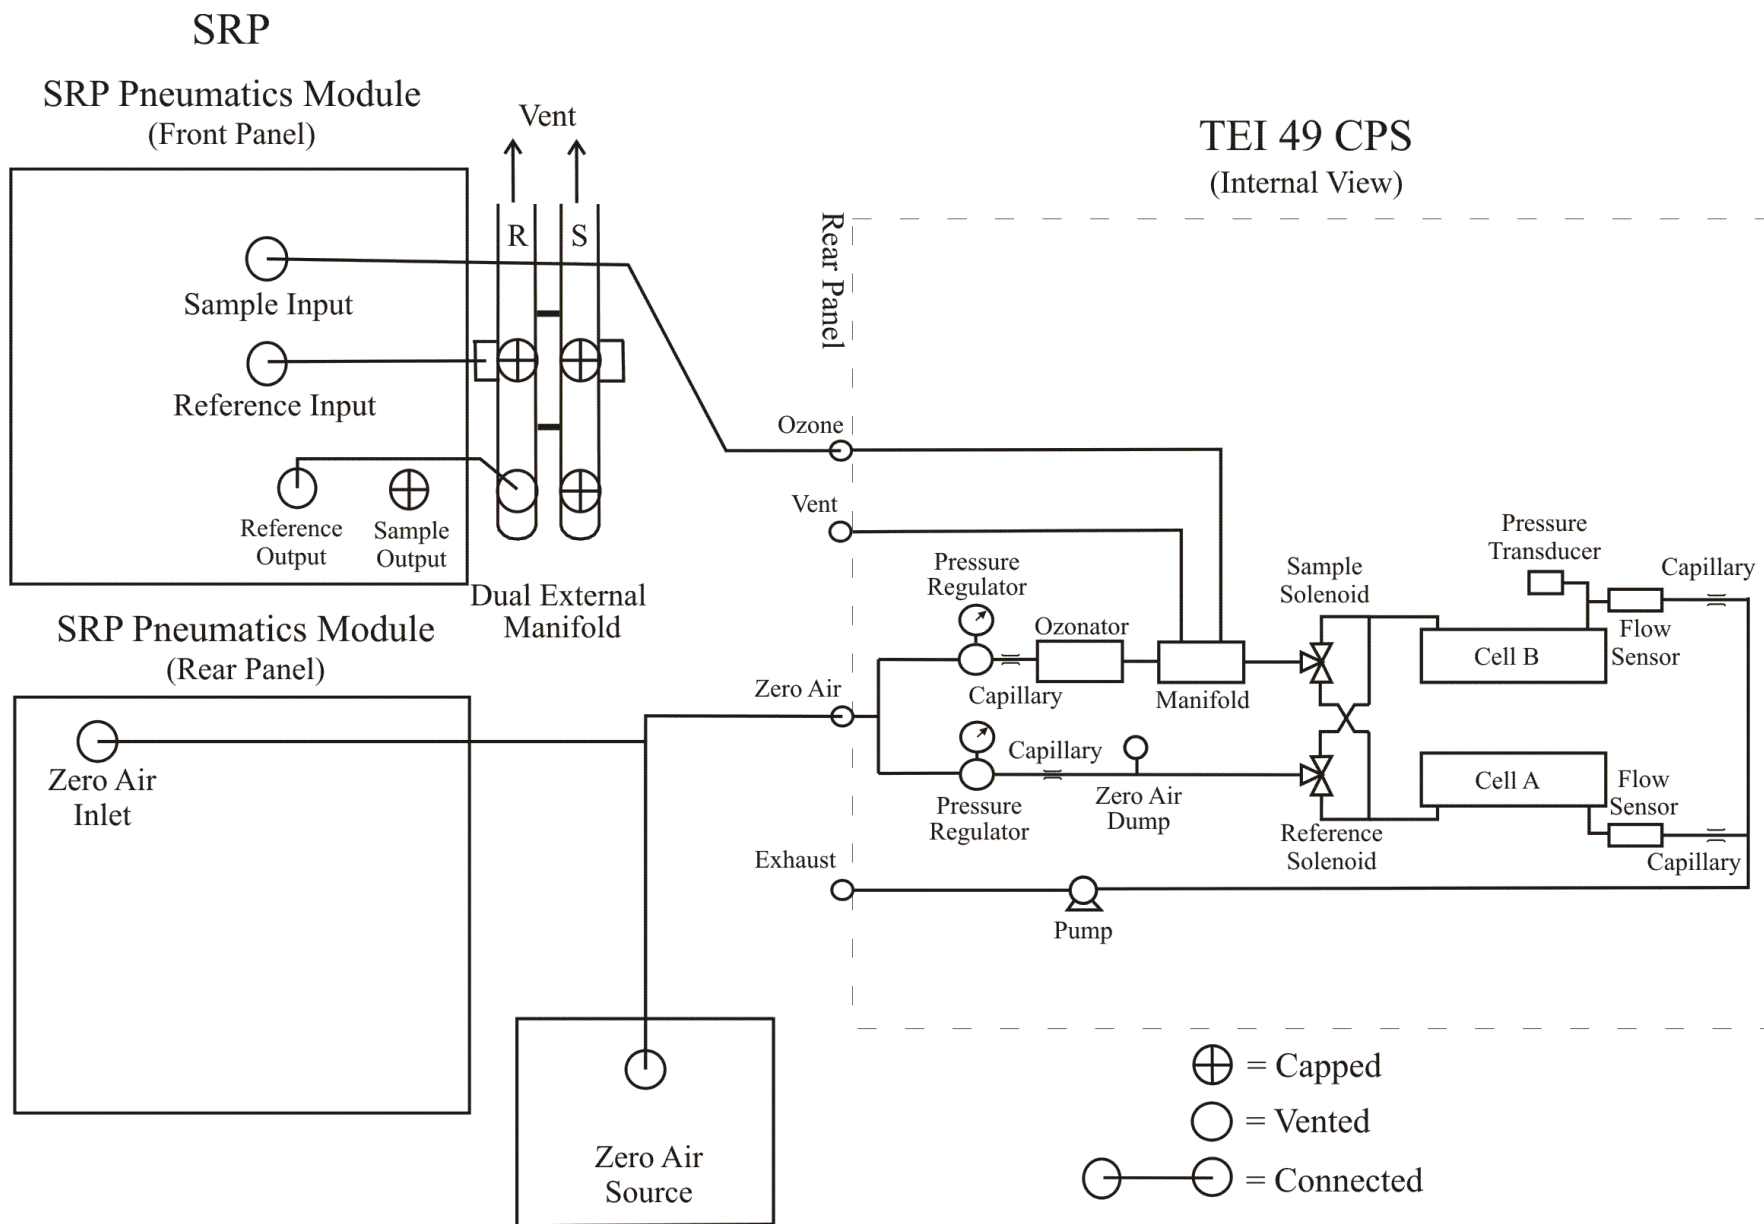 SRP
SRP Pneumatics Module
(Front Panel)
Vent
R
S
Sample Input
Reference Input
Reference
Output
Sample
Output
Dual External
Manifold
SRP Pneumatics Module
(Rear Panel)
Zero Air
Inlet
Zero Air
Source
TEI 49 CPS
(Internal View)
Rear Panel
Ozone
Vent
Zero Air
Exhaust
Pressure
Regulator
Capillary
Ozonator
Manifold
Sample
Solenoid
Pressure
Transducer
Capillary
Flow
Sensor
Cell B
Pressure
Regulator
Capillary
Zero Air
Dump
Reference
Solenoid
Cell A
Flow
Sensor
Capillary
Pump
= Capped
= Vented
= Connected